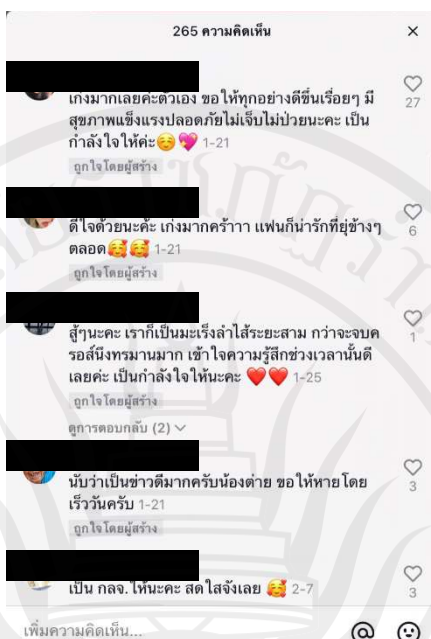 265 ความคิดเห็น
เก่งมากเลยค่ะตัวเอง ขอให้ทุกอย่างดีขึ้นเรื่อยๆ มี
27
สุขภาพแข็งแรงปลอดภัยไม่เจ็บไม่ป่วยนะคะ เป็น
กำลังใจให้ค่ะ☺️💖 1-21
ถูกใจโดยผู้สร้าง
ดีใจด้วยนะค้ะ เก่งมากคร้าาา แฟนก็น่ารักที่ยุ่ข้างๆ
6
ตลอด🥰🥰 1-21
ถูกใจโดยผู้สร้าง
สู้ๆนะคะ เราก็เป็นมะเร็งลำไส้ระยะสาม กว่าจะจบค
1
รอส์นึงทรมานมาก เข้าใจความรู้สึกช่วงเวลานั้นดี
เลยค่ะ เป็นกำลังใจให้นะคะ ❤️❤️ 1-25
ถูกใจโดยผู้สร้าง
ดูการตอบกลับ (2)
นับว่าเป็นข่าวดีมากครับน้องต่าย ขอให้หายโดย
3
เร็ววันครับ 1-21
ถูกใจโดยผู้สร้าง
เป็น กลจ. ให้นะคะ สดใสจังเลย 🥰 2-7
3
เพิ่มความคิดเห็น...